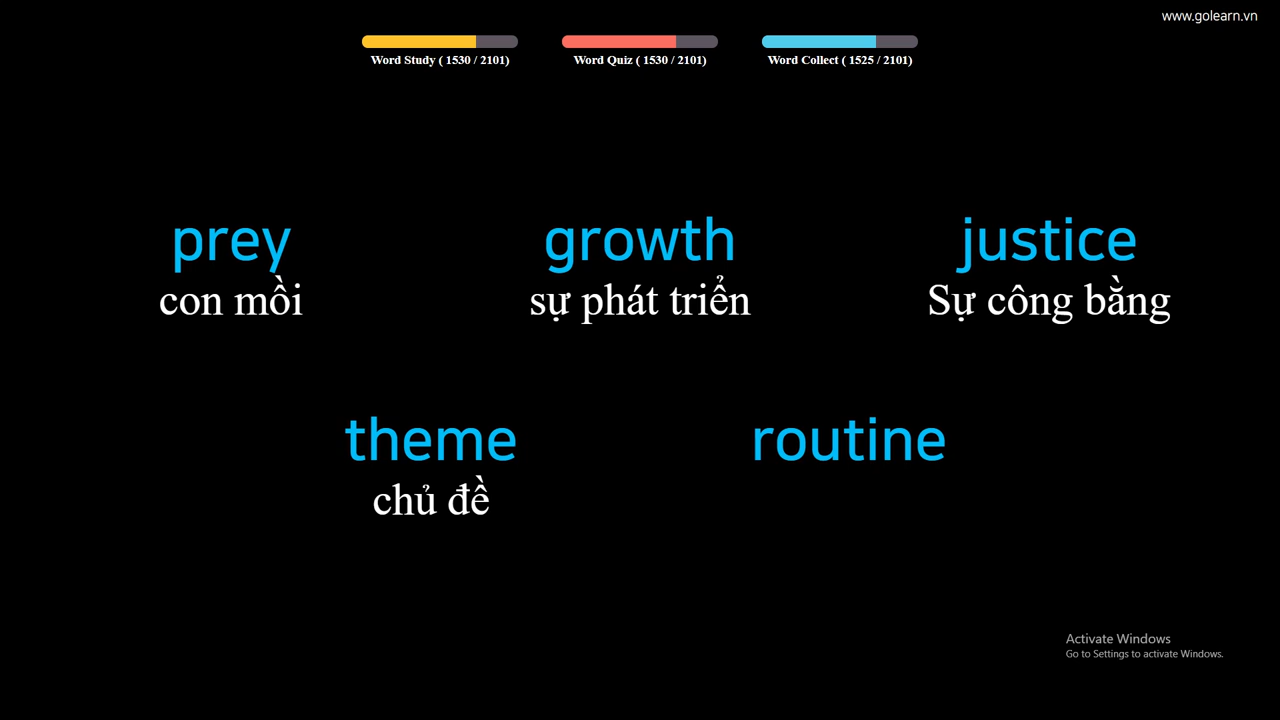 www.golearn.vn
Word Study ( 1530 / 2101) Word Quiz ( 1530 / 2101) Word Collect ( 1525 / 2101)
prey growth justice
con mồi sự phát triển Sự công bằng
theme routine
chủ đề
Activate Windows
Go to Settings to activate Windows.